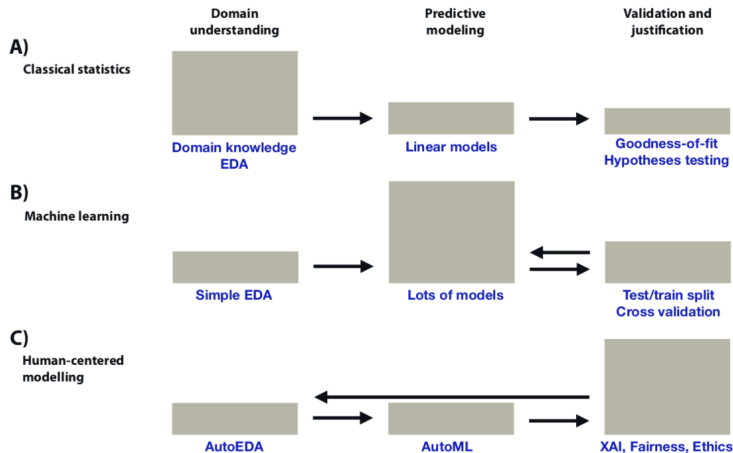 Domain
understanding
Predictive
modeling
Validation and
justification
A)
Classical statistics
Domain knowledge
EDA
Linear models
Goodness-of-fit
Hypotheses testing
B)
Machine learning
Simple EDA
Lots of models
Test/train split
Cross validation
C)
Human-centered
modelling
AutoEDA
AutoML
XAI, Fairness, Ethics